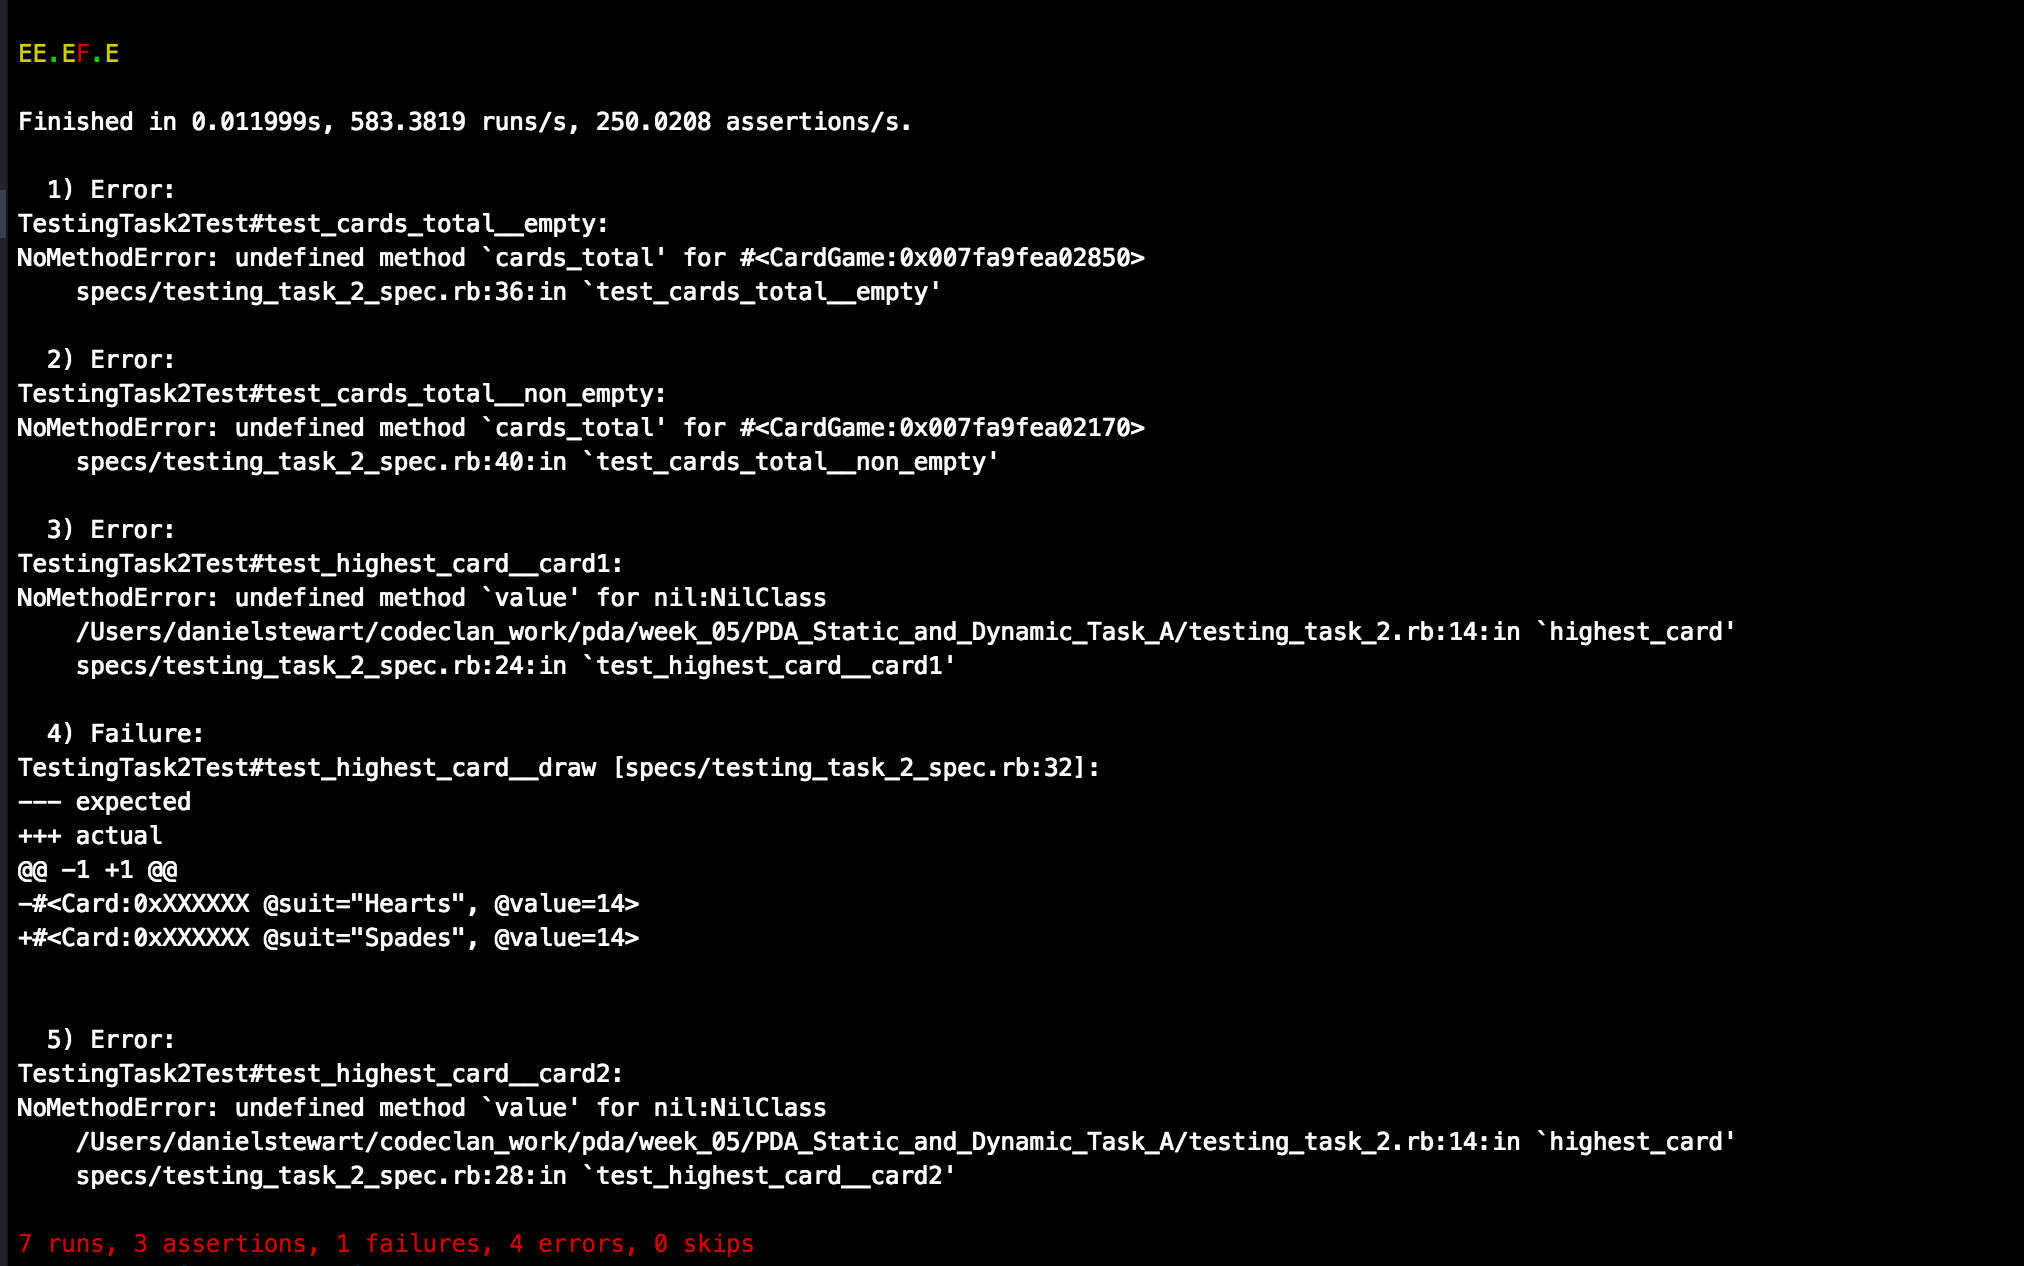 EE.EF.E
Finished in 0.011999s, 583.3819 runs/s, 250.0208 assertions/s.
  1) Error:
TestingTask2Test#test_cards_total__empty:
NoMethodError: undefined method `cards_total' for #<CardGame:0x007fa9fea02850>
    specs/testing_task_2_spec.rb:36:in `test_cards_total__empty'
  2) Error:
TestingTask2Test#test_cards_total__non_empty:
NoMethodError: undefined method `cards_total' for #<CardGame:0x007fa9fea02170>
    specs/testing_task_2_spec.rb:40:in `test_cards_total__non_empty'
  3) Error:
TestingTask2Test#test_highest_card__card1:
NoMethodError: undefined method `value' for nil:NilClass
    /Users/danielstewart/codeclan_work/pda/week_05/PDA_Static_and_Dynamic_Task_A/testing_task_2.rb:14:in `highest_card'
    specs/testing_task_2_spec.rb:24:in `test_highest_card__card1'
  4) Failure:
TestingTask2Test#test_highest_card__draw [specs/testing_task_2_spec.rb:32]:
--- expected
+++ actual
@@ -1 +1 @@
-#<Card:0xXXXXXX @suit="Hearts", @value=14>
+#<Card:0xXXXXXX @suit="Spades", @value=14>
  5) Error:
TestingTask2Test#test_highest_card__card2:
NoMethodError: undefined method `value' for nil:NilClass
    /Users/danielstewart/codeclan_work/pda/week_05/PDA_Static_and_Dynamic_Task_A/testing_task_2.rb:14:in `highest_card'
    specs/testing_task_2_spec.rb:28:in `test_highest_card__card2'
7 runs, 3 assertions, 1 failures, 4 errors, 0 skips